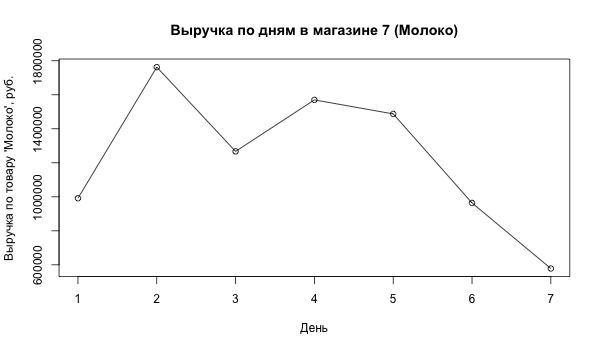 Выручка по дням в магазине 7 (Молоко)
Выручка по товару 'Молоко', руб.
1800000
1400000
1000000
600000
1 2 3 4 5 6 7
День